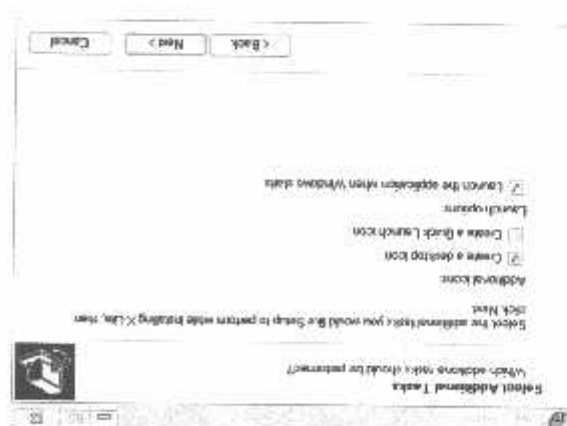 Select Additional Tasks
Which additional tasks should be performed?
Select the additional tasks you would like Setup to perform while installing X-Lite, then
click Next.
Additional icons:
Create a desktop icon
Create a Quick Launch icon
Launch options:
Launch the application when Windows starts
< Back
Next >
Cancel